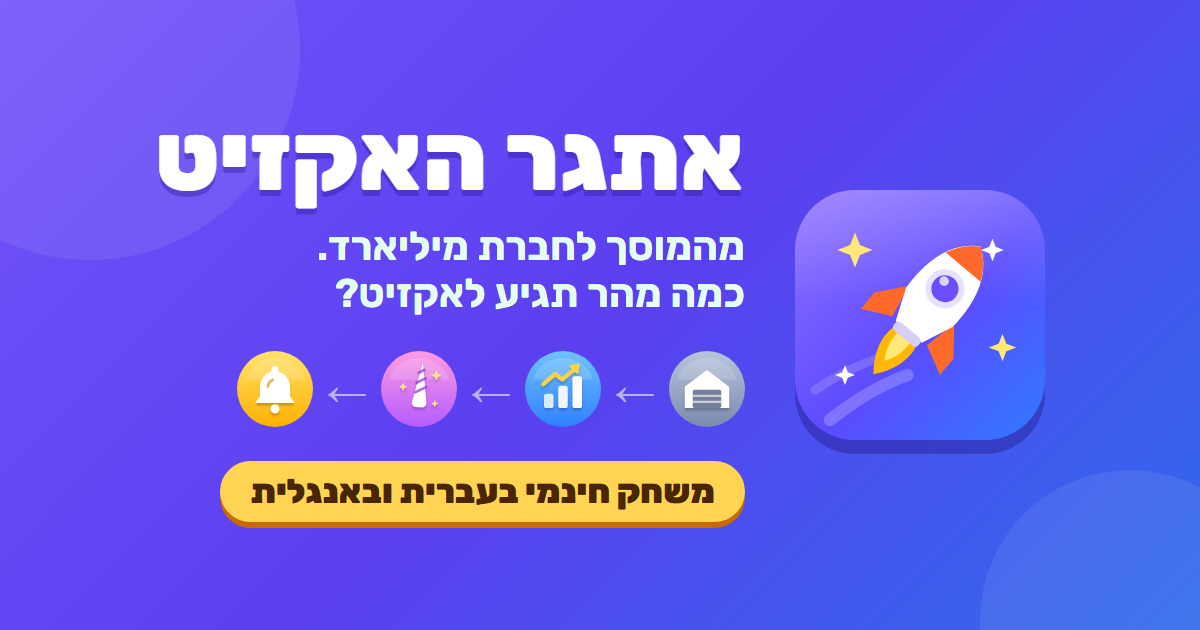 אתגר האקזיט
מהמוסך לחברת מיליארד.
כמה מהר תגיע לאקזיט?
משחק חינמי בעברית ובאנגלית